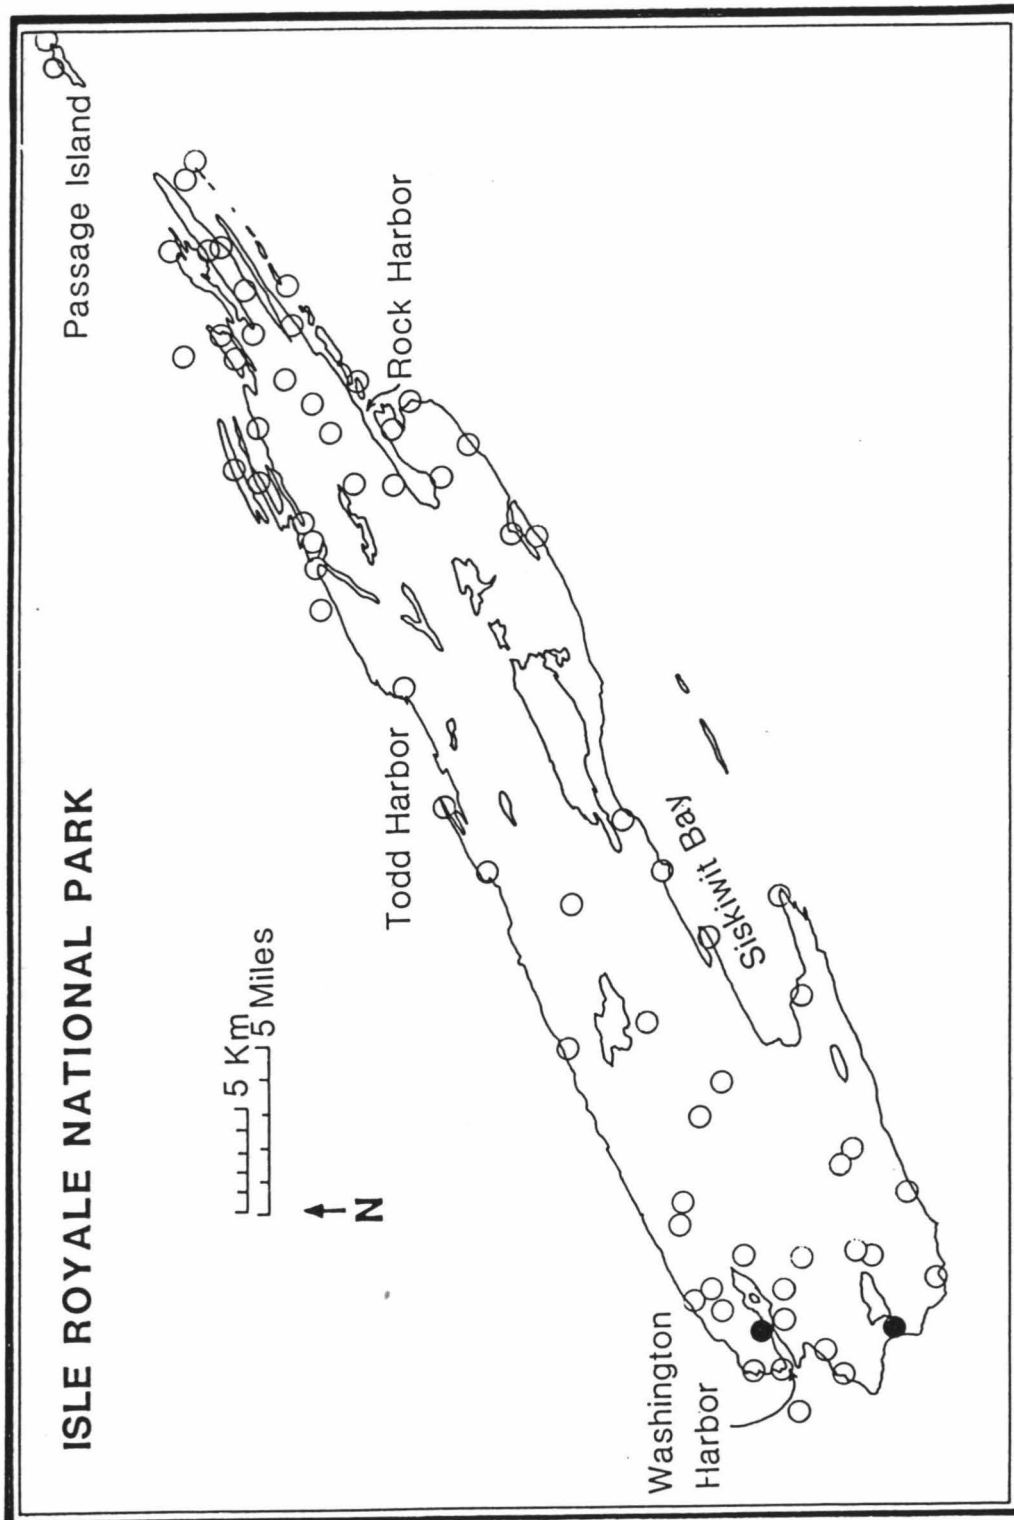 ISLE ROYALE NATIONAL PARK
5 Km
5 Miles
N
Passage Island
Rock Harbor
Todd Harbor
Siskiwit Bay
Washington
Harbor